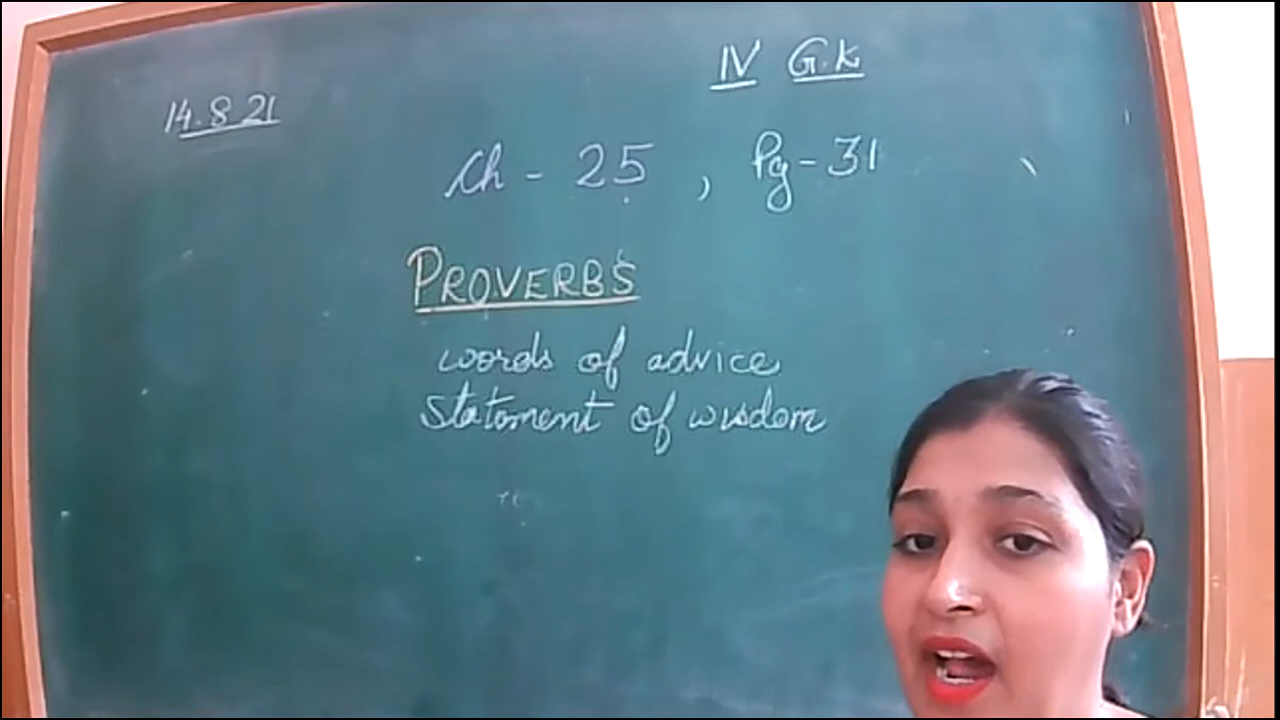 IV G.K
14.8 21
Ch - 25 , Pg - 31
PROVERBS
words of advice
statement of wisdom